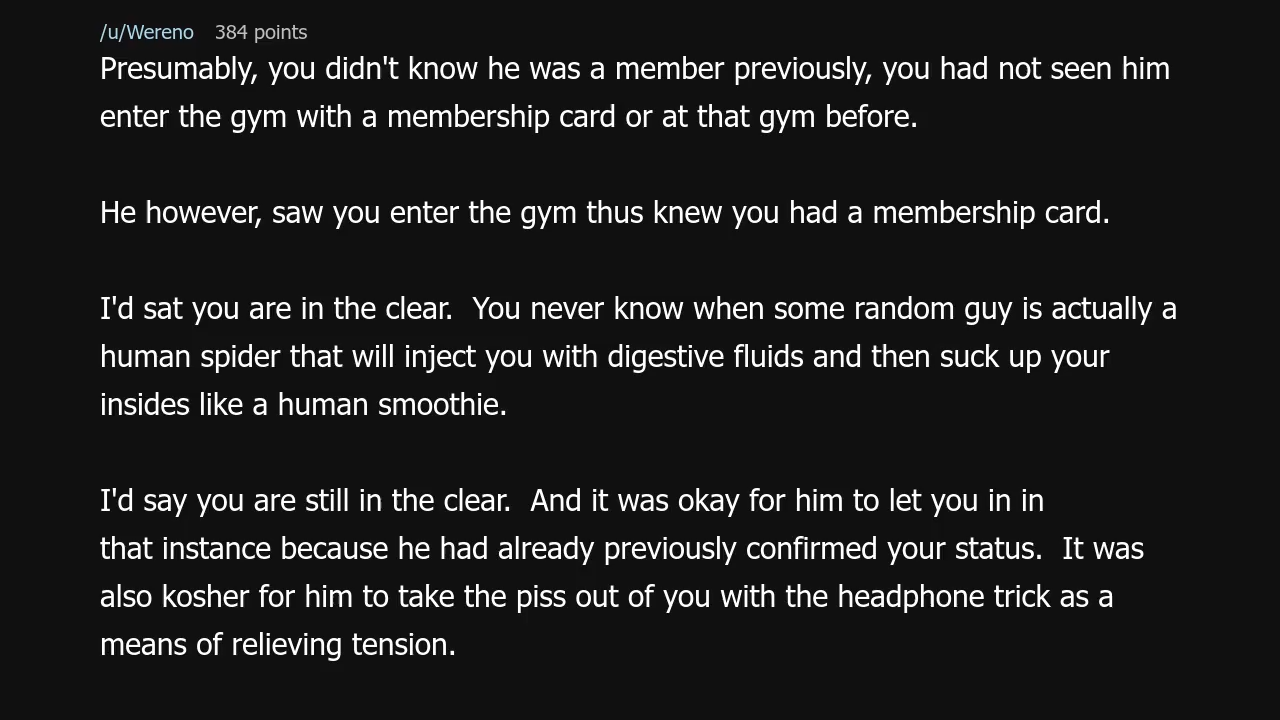 /u/Wereno 384 points
Presumably, you didn't know he was a member previously, you had not seen him
enter the gym with a membership card or at that gym before.
He however, saw you enter the gym thus knew you had a membership card.
I'd sat you are in the clear.  You never know when some random guy is actually a
human spider that will inject you with digestive fluids and then suck up your
insides like a human smoothie.
I'd say you are still in the clear.  And it was okay for him to let you in in
that instance because he had already previously confirmed your status.  It was
also kosher for him to take the piss out of you with the headphone trick as a
means of relieving tension.